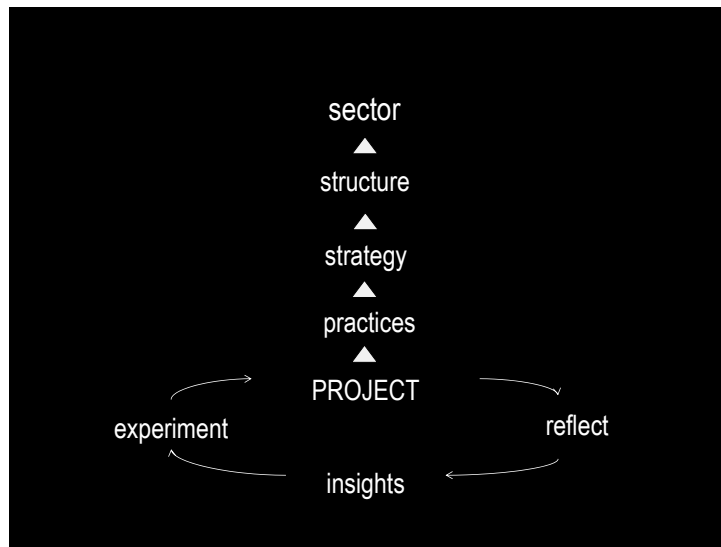 sector
structure
strategy
practices
PROJECT
experiment
reflect
insights